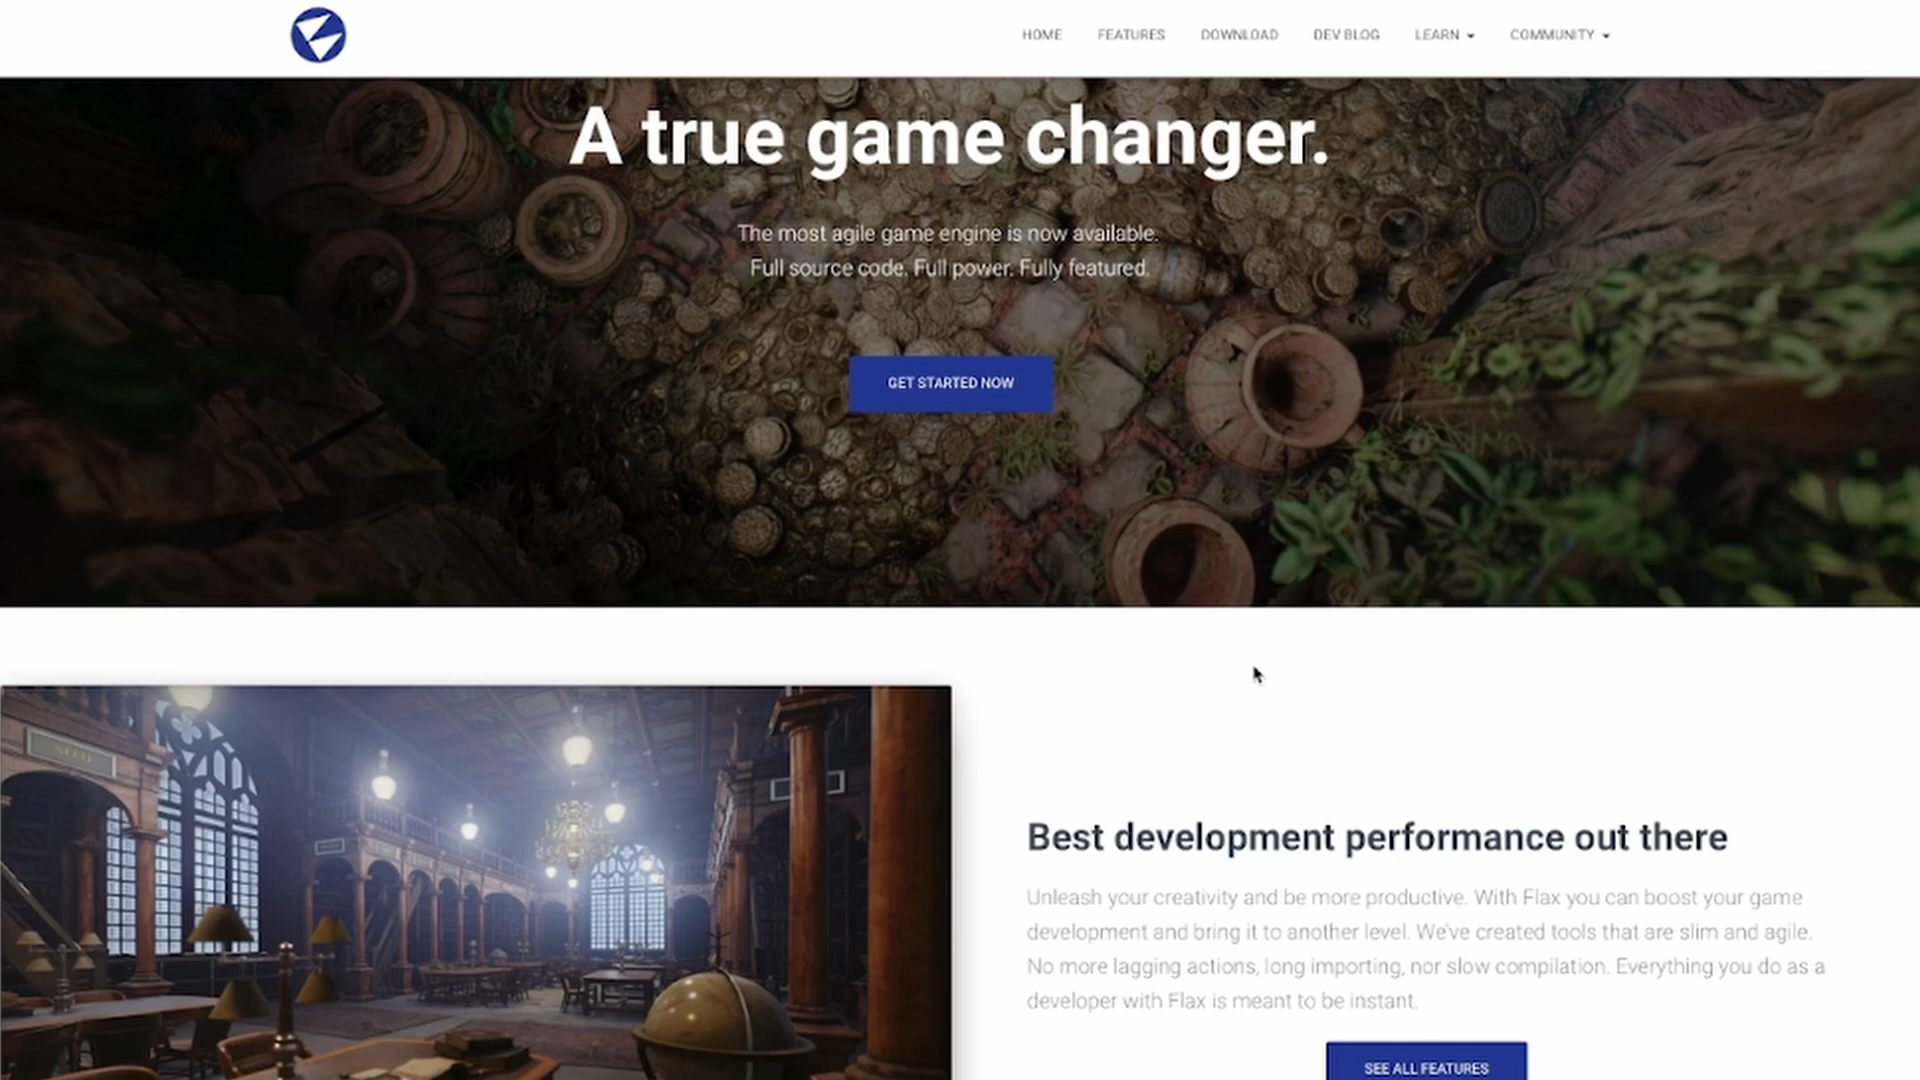 HOME FEATURES DOWNLOAD DEV BLOG LEARN COMMUNITY
A true game changer.
The most agile game engine is now available.
Full source code. Full power. Fully featured.
GET STARTED NOW
Best development performance out there
Unleash your creativity and be more productive. With Flax you can boost your game
development and bring it to another level. We've created tools that are slim and agile.
No more lagging actions, long importing, nor slow compilation. Everything you do as a
developer with Flax is meant to be instant.
SEE ALL FEATURES